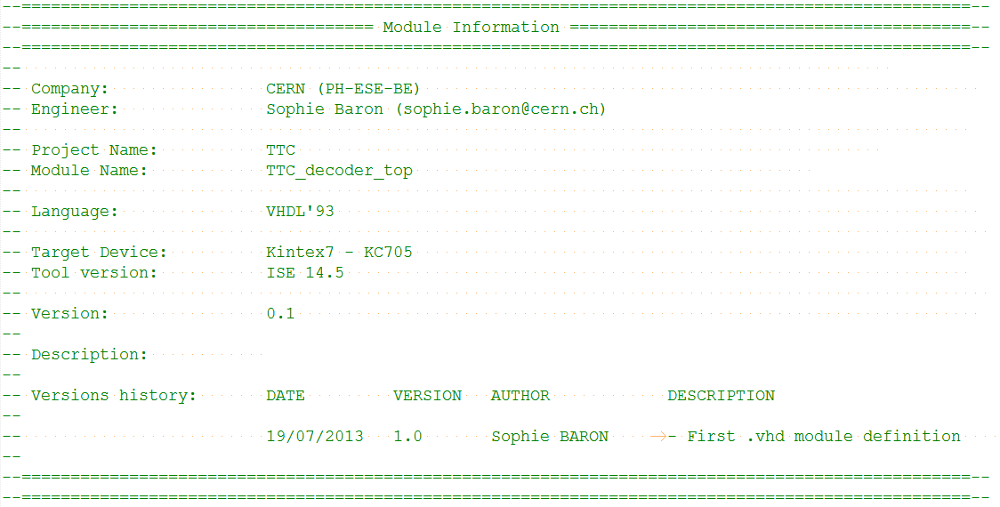 --=================================================================================================--
--==================================== Module Information =========================================--
--=================================================================================================--
--
-- Company: CERN (PH-ESE-BE)
-- Engineer: Sophie Baron (sophie.baron@cern.ch)
--
-- Project Name: TTC
-- Module Name: TTC_decoder_top
--
-- Language: VHDL'93
--
-- Target Device: Kintex7 - KC705
-- Tool version: ISE 14.5
--
-- Version: 0.1
--
-- Description:
--
-- Versions history: DATE VERSION AUTHOR DESCRIPTION
--
-- 19/07/2013 1.0 Sophie BARON - First .vhd module definition
--
--=================================================================================================--
--=================================================================================================--